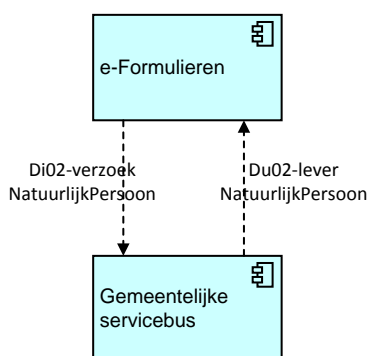 e-Formulieren
Di02-verzoek
NatuurlijkPersoon
Du02-lever
NatuurlijkPersoon
Gemeentelijke
servicebus